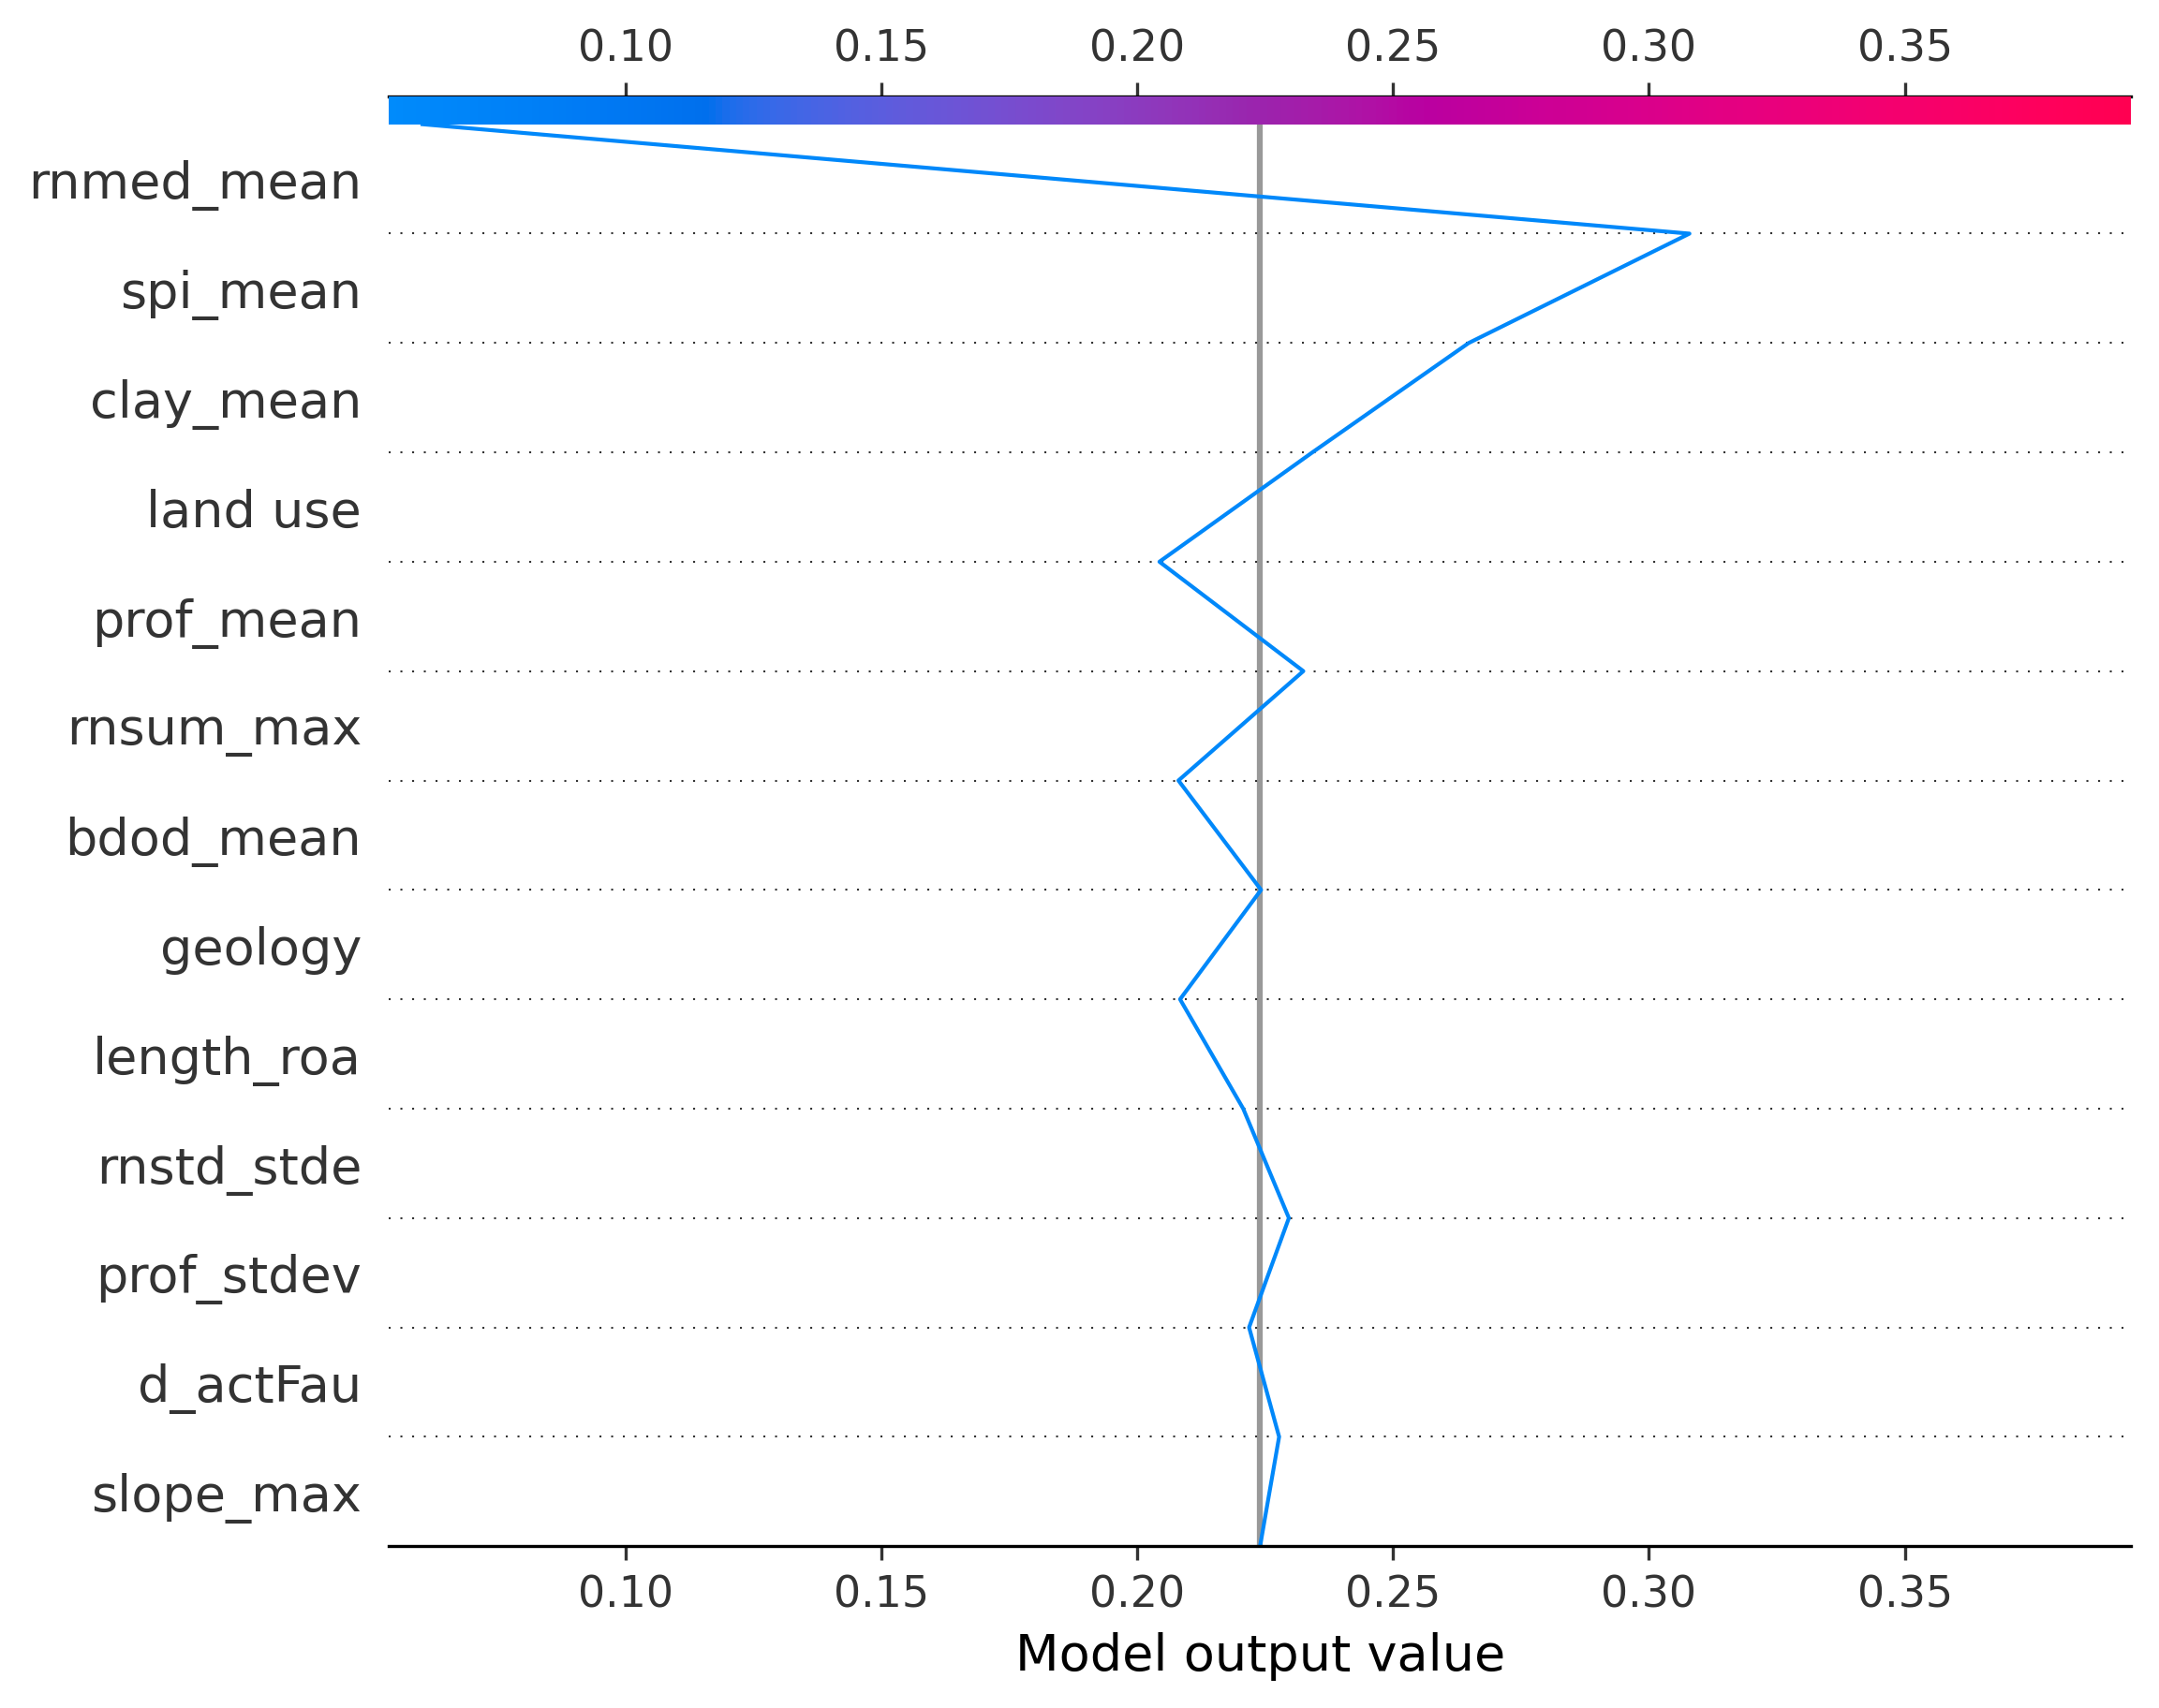 0.10 0.15 0.20 0.25 0.30 0.35
rnmed_mean
spi_mean
clay_mean
land use
prof_mean
rnsum_max
bdod_mean
geology
length_roa
rnstd_stde
prof_stdev
d_actFau
slope_max
0.10 0.15 0.20 0.25 0.30 0.35
Model output value